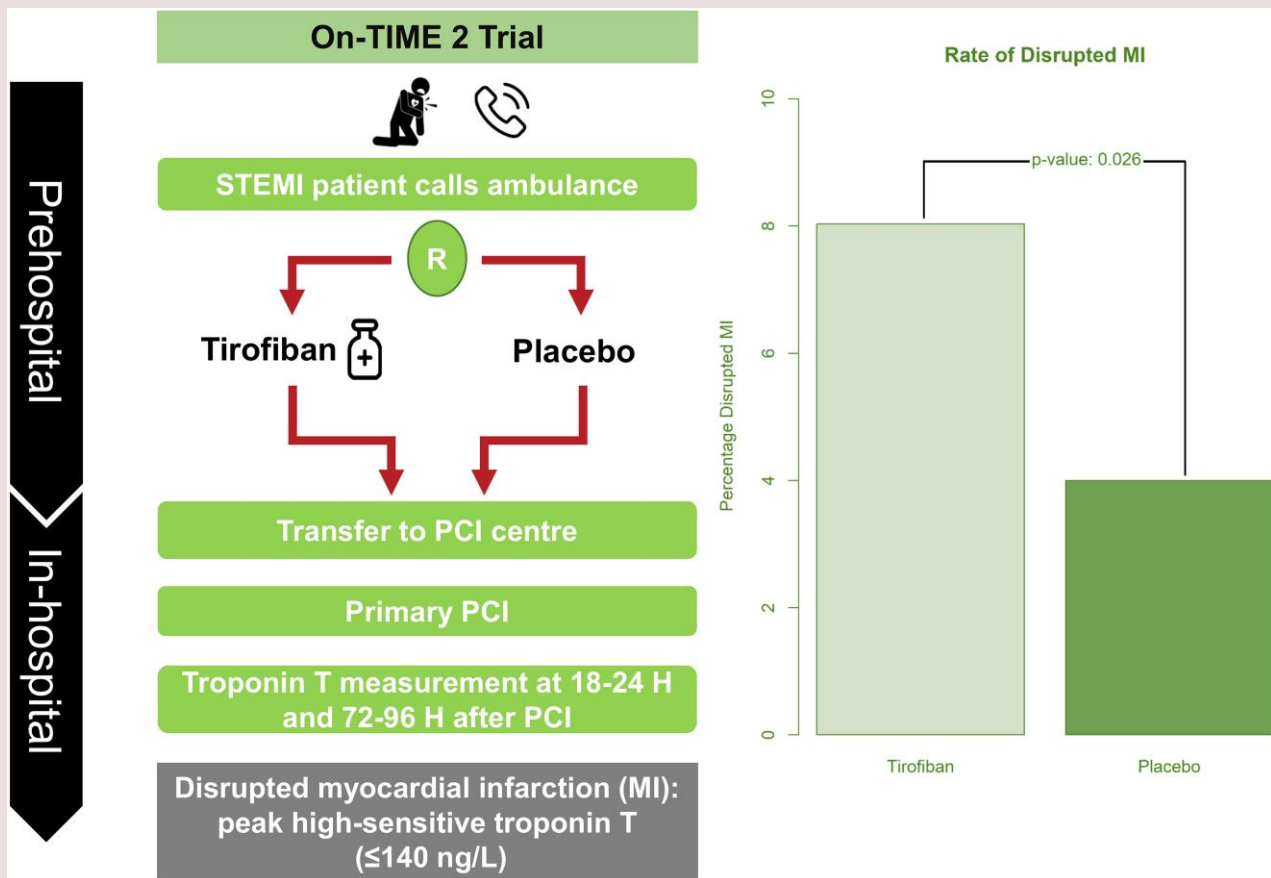 On-TIME 2 Trial
STEMI patient calls ambulance
R
Tirofiban
Placebo
Transfer to PCI centre
Primary PCI
Troponin T measurement at 18-24 H
and 72-96 H after PCI
Disrupted myocardial infarction (MI):
peak high-sensitive troponin T
(≤140 ng/L)
Prehospital
In-hospital
Rate of Disrupted MI
Percentage Disrupted MI
10
8
6
4
2
0
p-value: 0.026
Tirofiban
Placebo